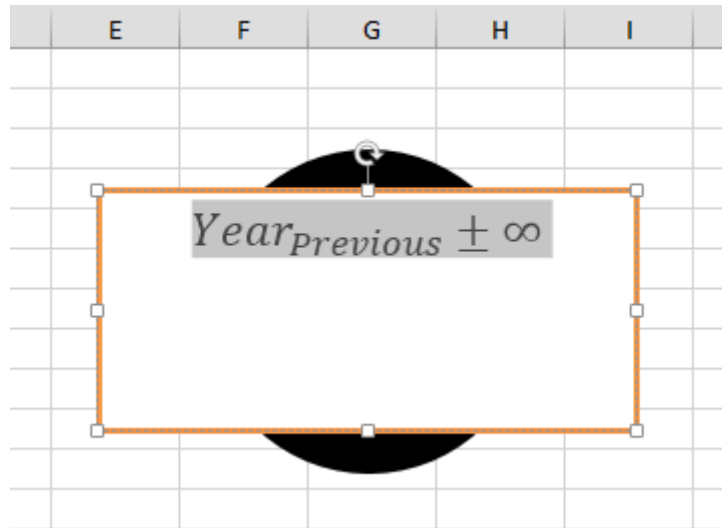 E F G H I
Year_Previous ± ∞